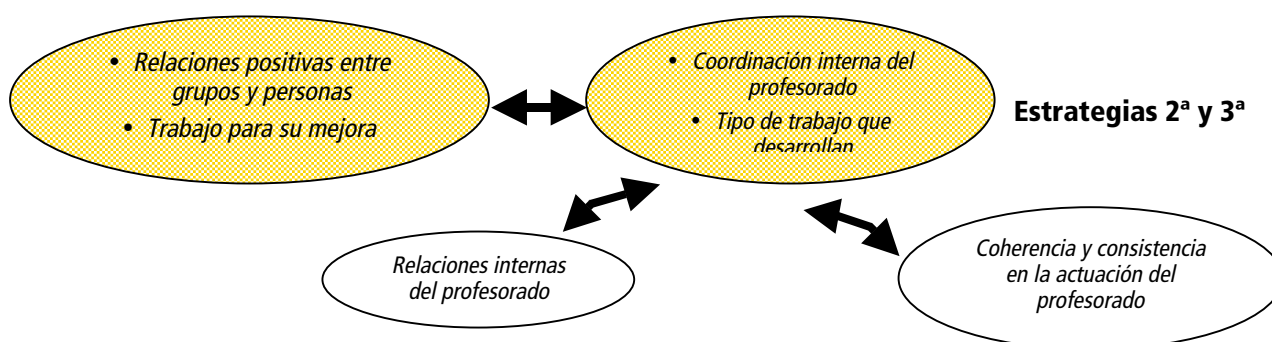 • Relaciones positivas entre
grupos y personas
• Trabajo para su mejora
• Coordinación interna del
profesorado
• Tipo de trabajo que
desarrollan
Estrategias 2ª y 3ª
Relaciones internas
del profesorado
Coherencia y consistencia
en la actuación del
profesorado